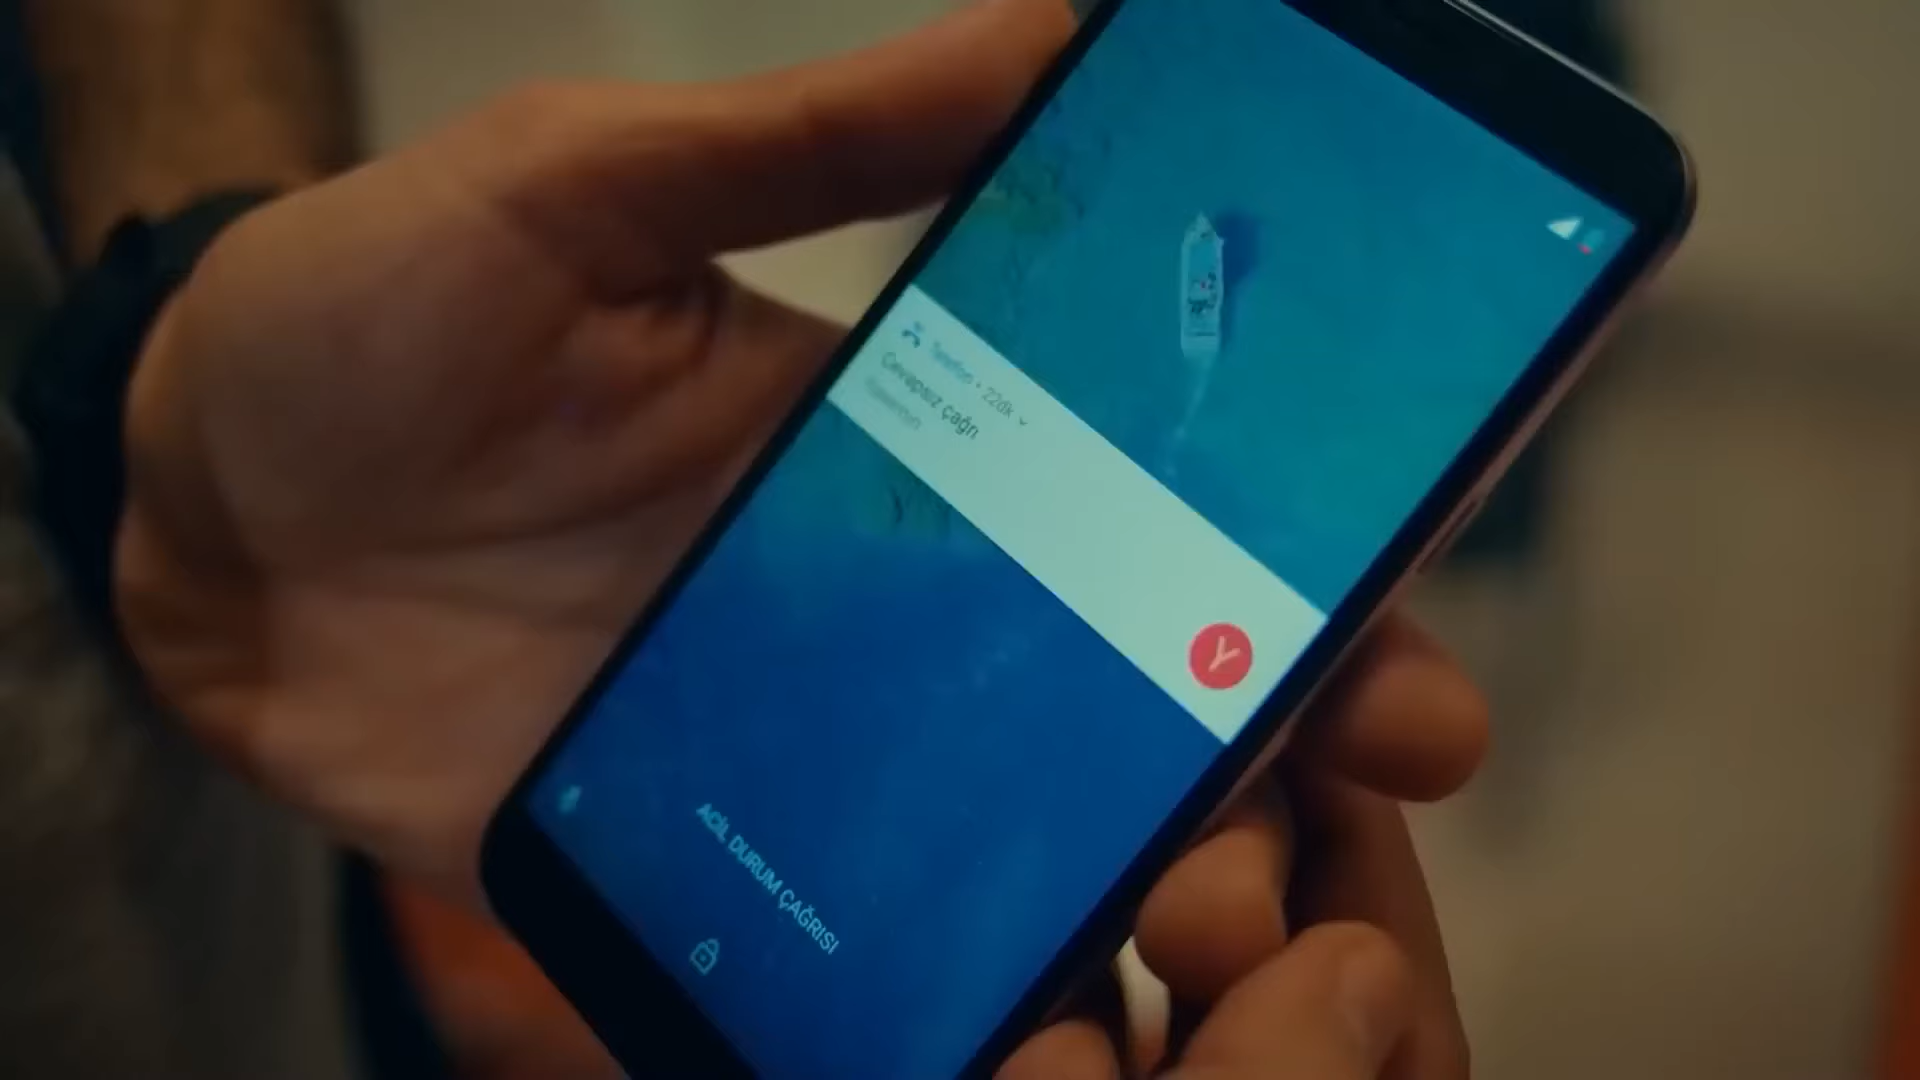 Telefon • 22dk
Cevapsız çağrı
Y
ACİL DURUM ÇAĞRISI